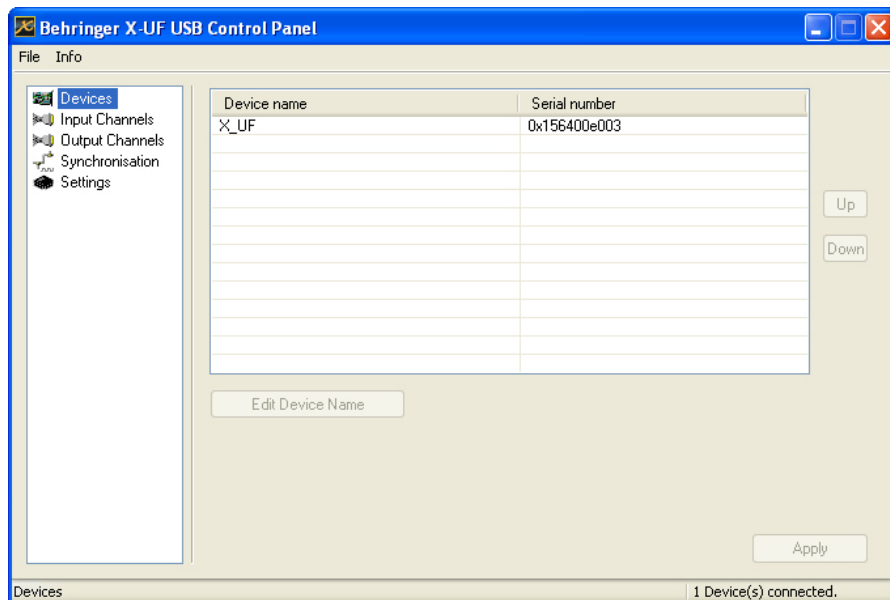 Behringer X-UF USB Control Panel
File Info
Devices
Input Channels
Output Channels
Synchronisation
Settings
Device name Serial number
X_UF 0x156400e003
Up
Down
Edit Device Name
Apply
Devices 1 Device(s) connected.